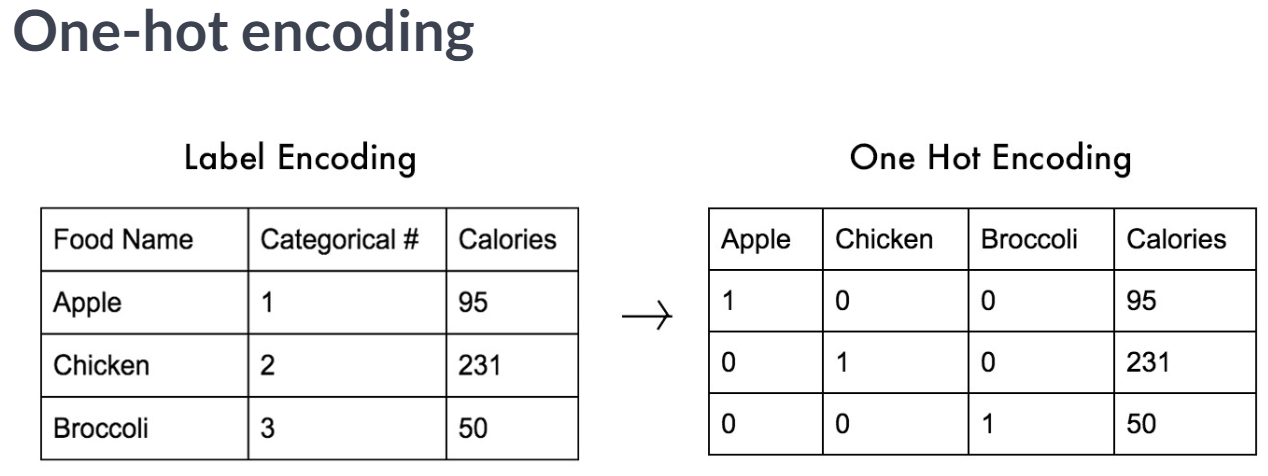 One-hot encoding
Label Encoding
Food Name Categorical # Calories
Apple 1 95
Chicken 2 231
Broccoli 3 50
One Hot Encoding
Apple Chicken Broccoli Calories
1 0 0 95
0 1 0 231
0 0 1 50